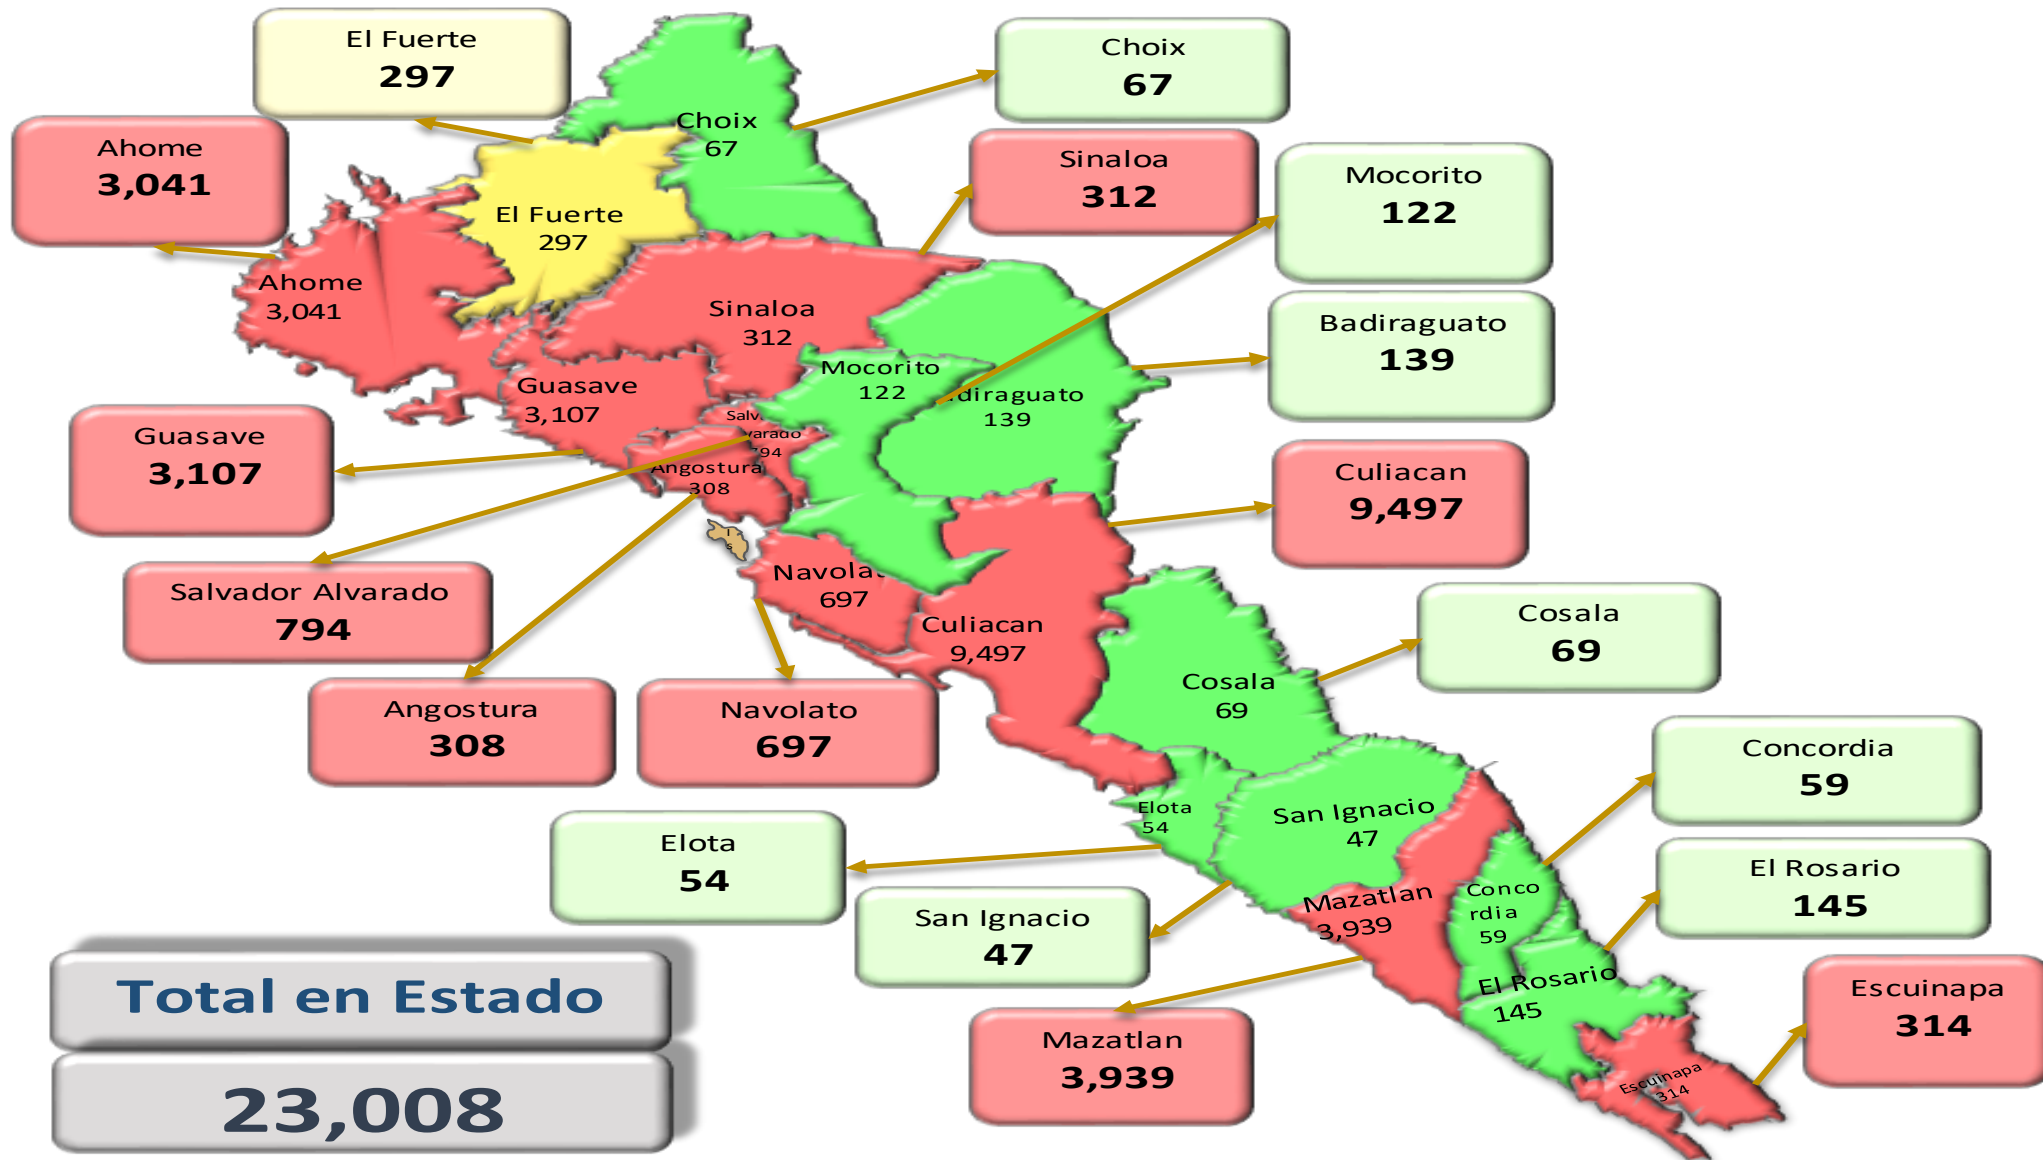 El Fuerte
297
Choix
67
Ahome
3,041
Choix
67
Sinaloa
312
Mocorito
122
El Fuerte
297
Ahome
3,041
Sinaloa
312
Badiraguato
139
Mocorito
122
diraguato
139
Guasave
3,107
Salv
varado
794
Angostura
308
Guasave
3,107
Culiacan
9,497
Salvador Alvarado
794
Navolat
697
Culiacan
9,497
Cosala
69
Angostura
308
Navolato
697
Cosala
69
Concordia
59
Elota
54
San Ignacio
47
Elota
54
El Rosario
145
Conco
rdia
59
Mazatlan
3,939
San Ignacio
47
El Rosario
145
Escuinapa
314
Mazatlan
3,939
Escuinapa
314
Total en Estado
23,008